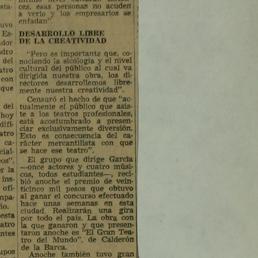 ces, esas personas no acuden
a verlo y los empresarios se
enfadan".
DESARROLLO LIBRE
DE LA CREATIVIDAD
"Pero es importante que, co-
nociendo la sicología y el nivel
cultural del público al cual va
dirigida nuestra obra, los di-
rectores desarrollemos libre-
mente nuestra creatividad".
Censuró el hecho de que "ac-
tualmente el público que asis-
te a los teatros profesionales,
está acostumbrado a presen-
ciar exclusivamente diversión.
Esto es consecuencia del ca-
rácter mercantilista con que
se hace ese teatro".
El grupo que dirige García
—once actores y cuatro músi-
cos, todos estudiantes—, reci-
bió anoche el premio de vein-
ticinco mil pesos que obtuvo
al ganar el concurso efectuado
hace unas semanas en esta
ciudad. Realizarán una gira
por todo el país. La obra con
la que ganaron y que presen-
taron anoche es "El Gran Tea-
tro del Mundo", de Calderón
de la Barca.
Anoche también tuvo gran